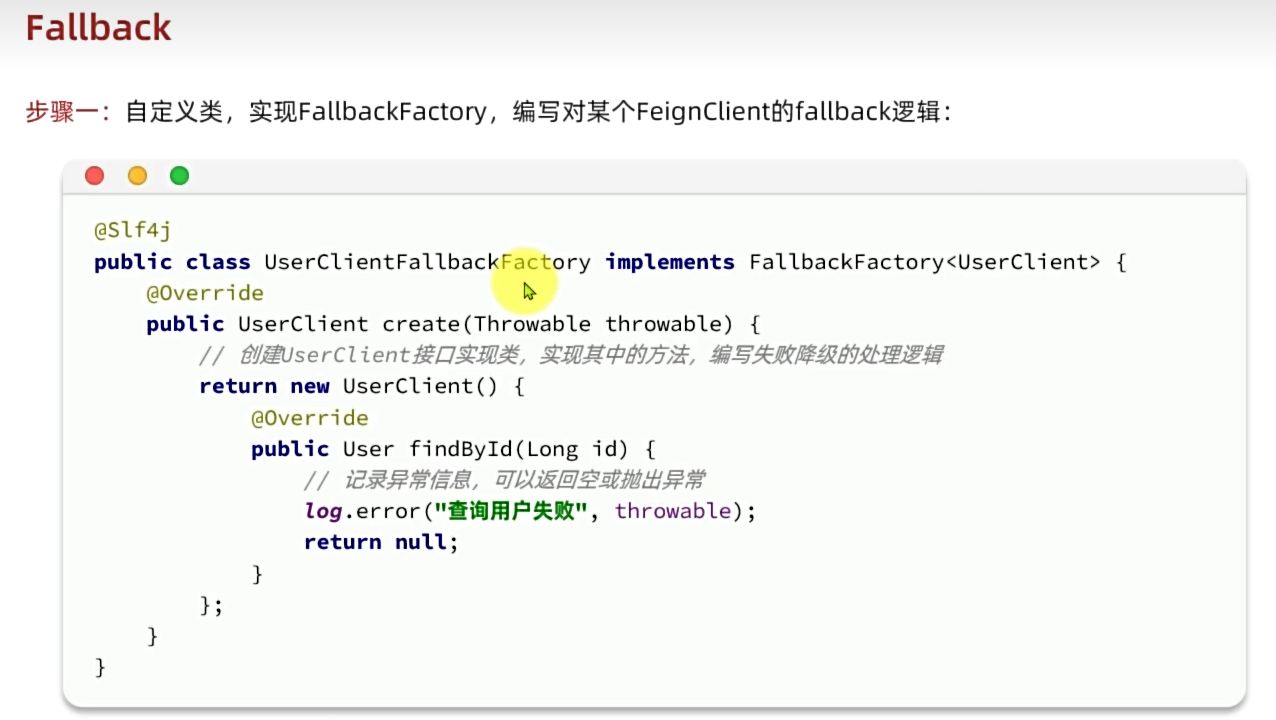 Fallback
步骤一：自定义类，实现FallbackFactory，编写对某个FeignClient的fallback逻辑：
@Slf4j
public class UserClientFallbackFactory implements FallbackFactory<UserClient> {
@Override
public UserClient create(Throwable throwable) {
// 创建UserClient接口实现类，实现其中的方法，编写失败降级的处理逻辑
return new UserClient() {
@Override
public User findById(Long id) {
// 记录异常信息，可以返回空或抛出异常
log.error("查询用户失败", throwable);
return null;
}
};
}
}